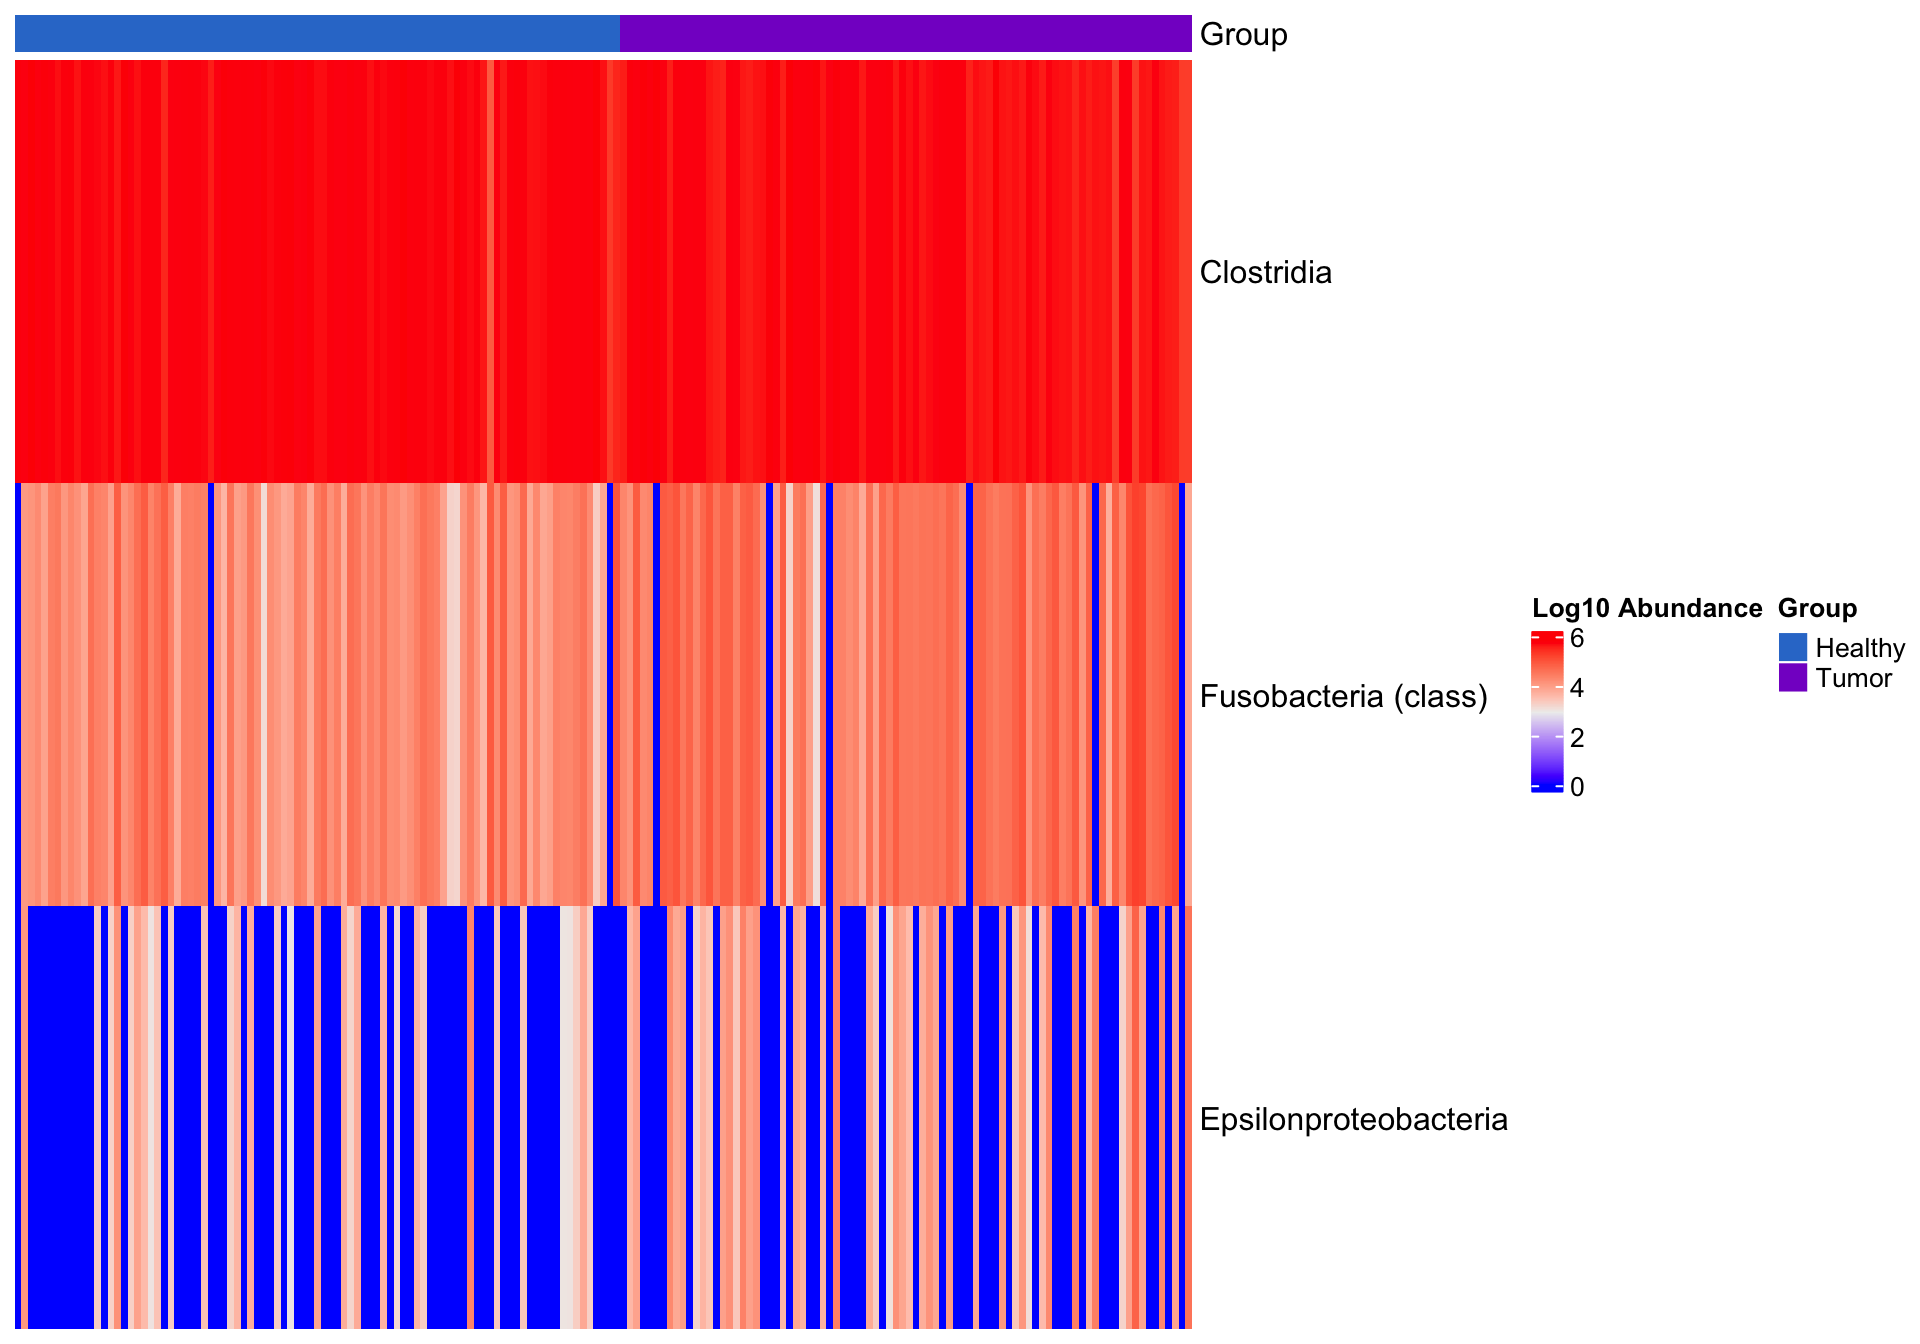 Group
Clostridia
Fusobacteria (class)
Epsilonproteobacteria
Log10 Abundance
6
4
2
0
Group
Healthy
Tumor